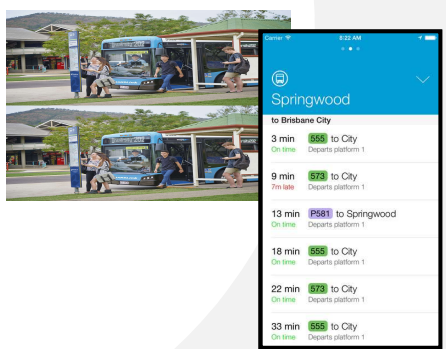 Carrier
8:22 AM
Springwood
to Brisbane City
3 min 555 to City
On time Departs platform 1
9 min 573 to City
7m late Departs platform 1
13 min P581 to Springwood
On time Departs platform 1
18 min 555 to City
On time Departs platform 1
22 min 573 to City
On time Departs platform 1
33 min 555 to City
On time Departs platform 1